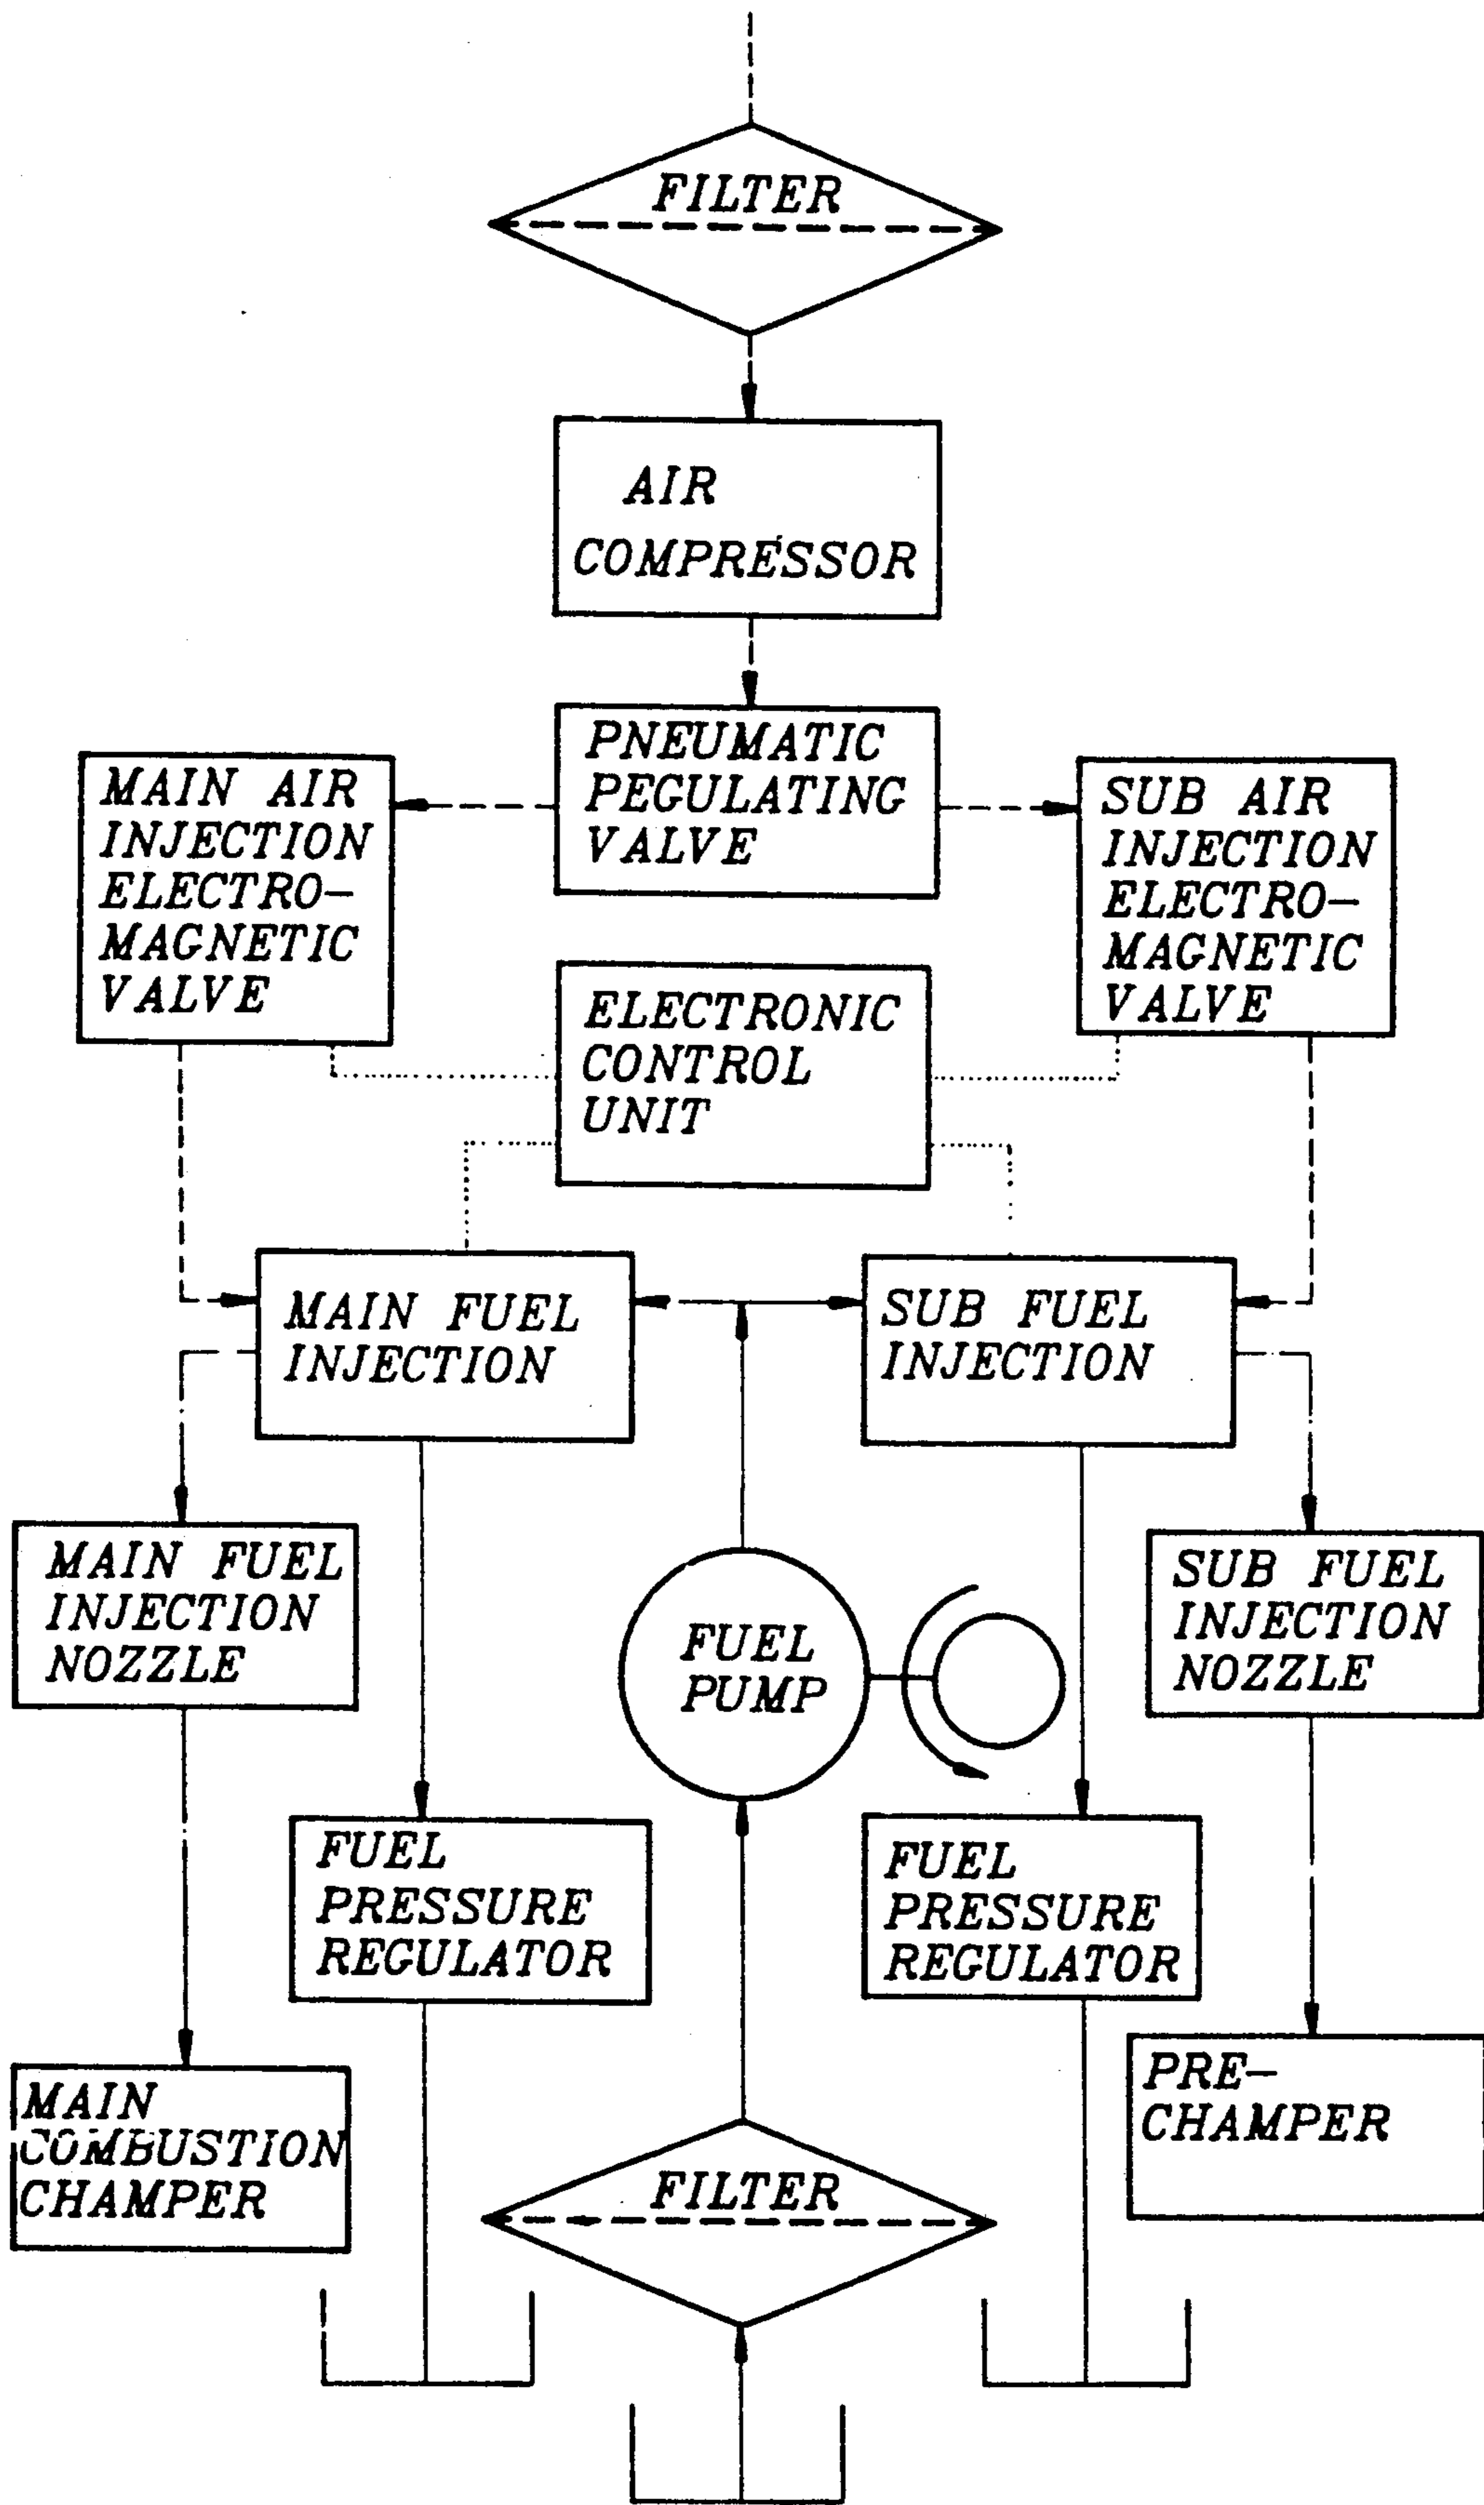 FILTER
AIR
COMPRESSOR
PNEUMATIC
PEGULATING
VALVE
MAIN AIR
INJECTION
ELECTRO-
MAGNETIC
VALVE
SUB AIR
INJECTION
ELECTRO-
MAGNETIC
VALVE
ELECTRONIC
CONTROL
UNIT
MAIN FUEL
INJECTION
SUB FUEL
INJECTION
MAIN FUEL
INJECTION
NOZZLE
FUEL
PUMP
SUB FUEL
INJECTION
NOZZLE
FUEL
PRESSURE
REGULATOR
FUEL
PRESSURE
REGULATOR
MAIN
COMBUSTION
CHAMPER
FILTER
PRE-
CHAMPER